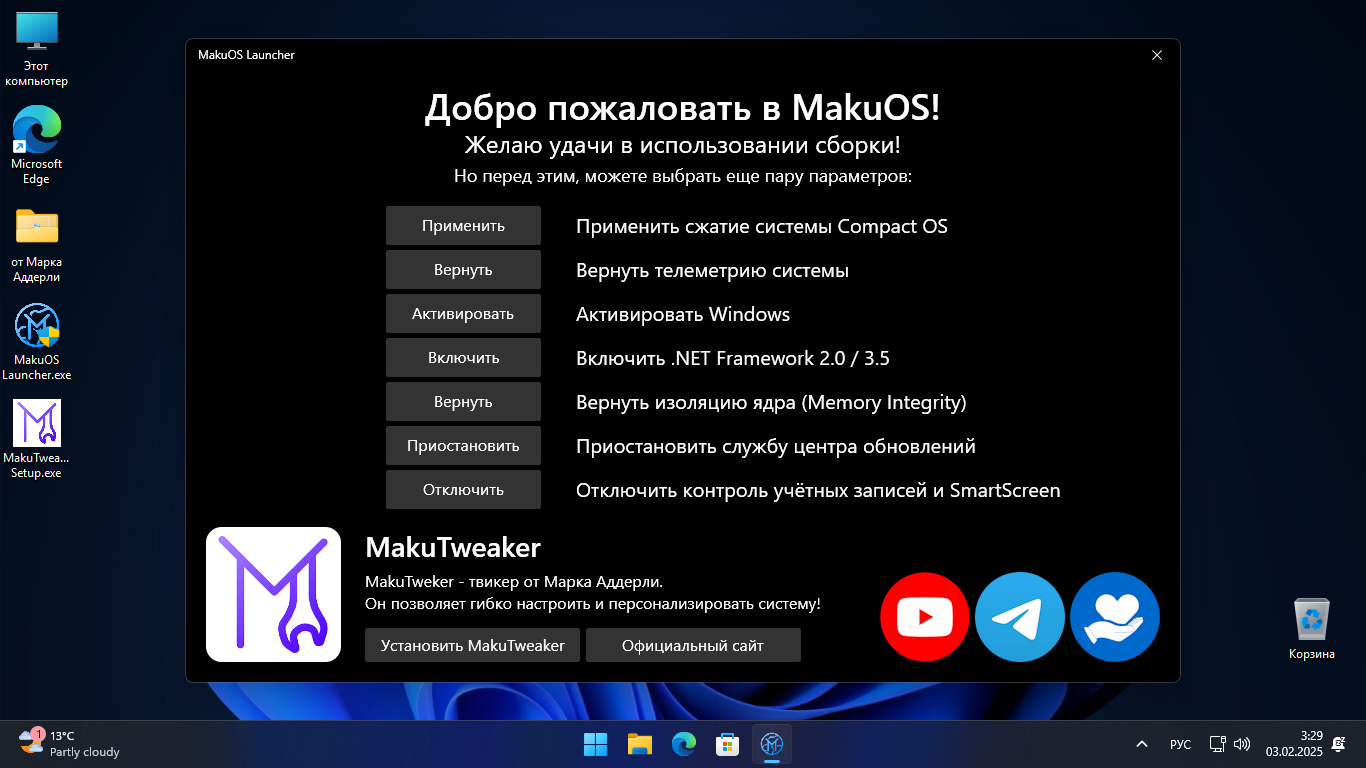 Этот
компьютер
Microsoft
Edge
от Марка
Аддерли
MakuOS
Launcher.exe
MakuTwea...
Setup.exe
MakuOS Launcher
Добро пожаловать в MakuOS!
Желаю удачи в использовании сборки!
Но перед этим, можете выбрать еще пару параметров:
Применить Применить сжатие системы Compact OS
Вернуть Вернуть телеметрию системы
Активировать Активировать Windows
Включить Включить .NET Framework 2.0 / 3.5
Вернуть Вернуть изоляцию ядра (Memory Integrity)
Приостановить Приостановить службу центра обновлений
Отключить Отключить контроль учётных записей и SmartScreen
MakuTweaker
MakuTweker - твикер от Марка Аддерли.
Он позволяет гибко настроить и персонализировать систему!
Установить MakuTweaker Официальный сайт
Корзина
1
13°C
Partly cloudy
РУС
3:29
03.02.2025